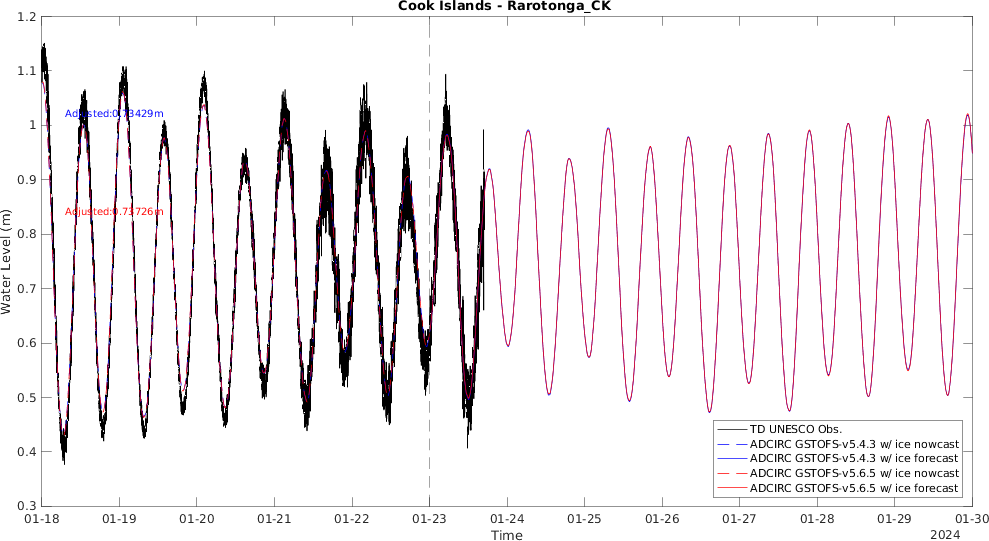 Cook Islands - Rarotonga_CK
Water Level (m)
1.2
1.1
1
0.9
0.8
0.7
0.6
0.5
0.4
0.3
Adjusted:0.73429m
Adjusted:0.73726m
TD UNESCO Obs.
ADCIRC GSTOFS-v5.4.3 w/ ice nowcast
ADCIRC GSTOFS-v5.4.3 w/ ice forecast
ADCIRC GSTOFS-v5.6.5 w/ ice nowcast
ADCIRC GSTOFS-v5.6.5 w/ ice forecast
01-18 01-19 01-20 01-21 01-22 01-23 01-24 01-25 01-26 01-27 01-28 01-29 01-30
Time
2024